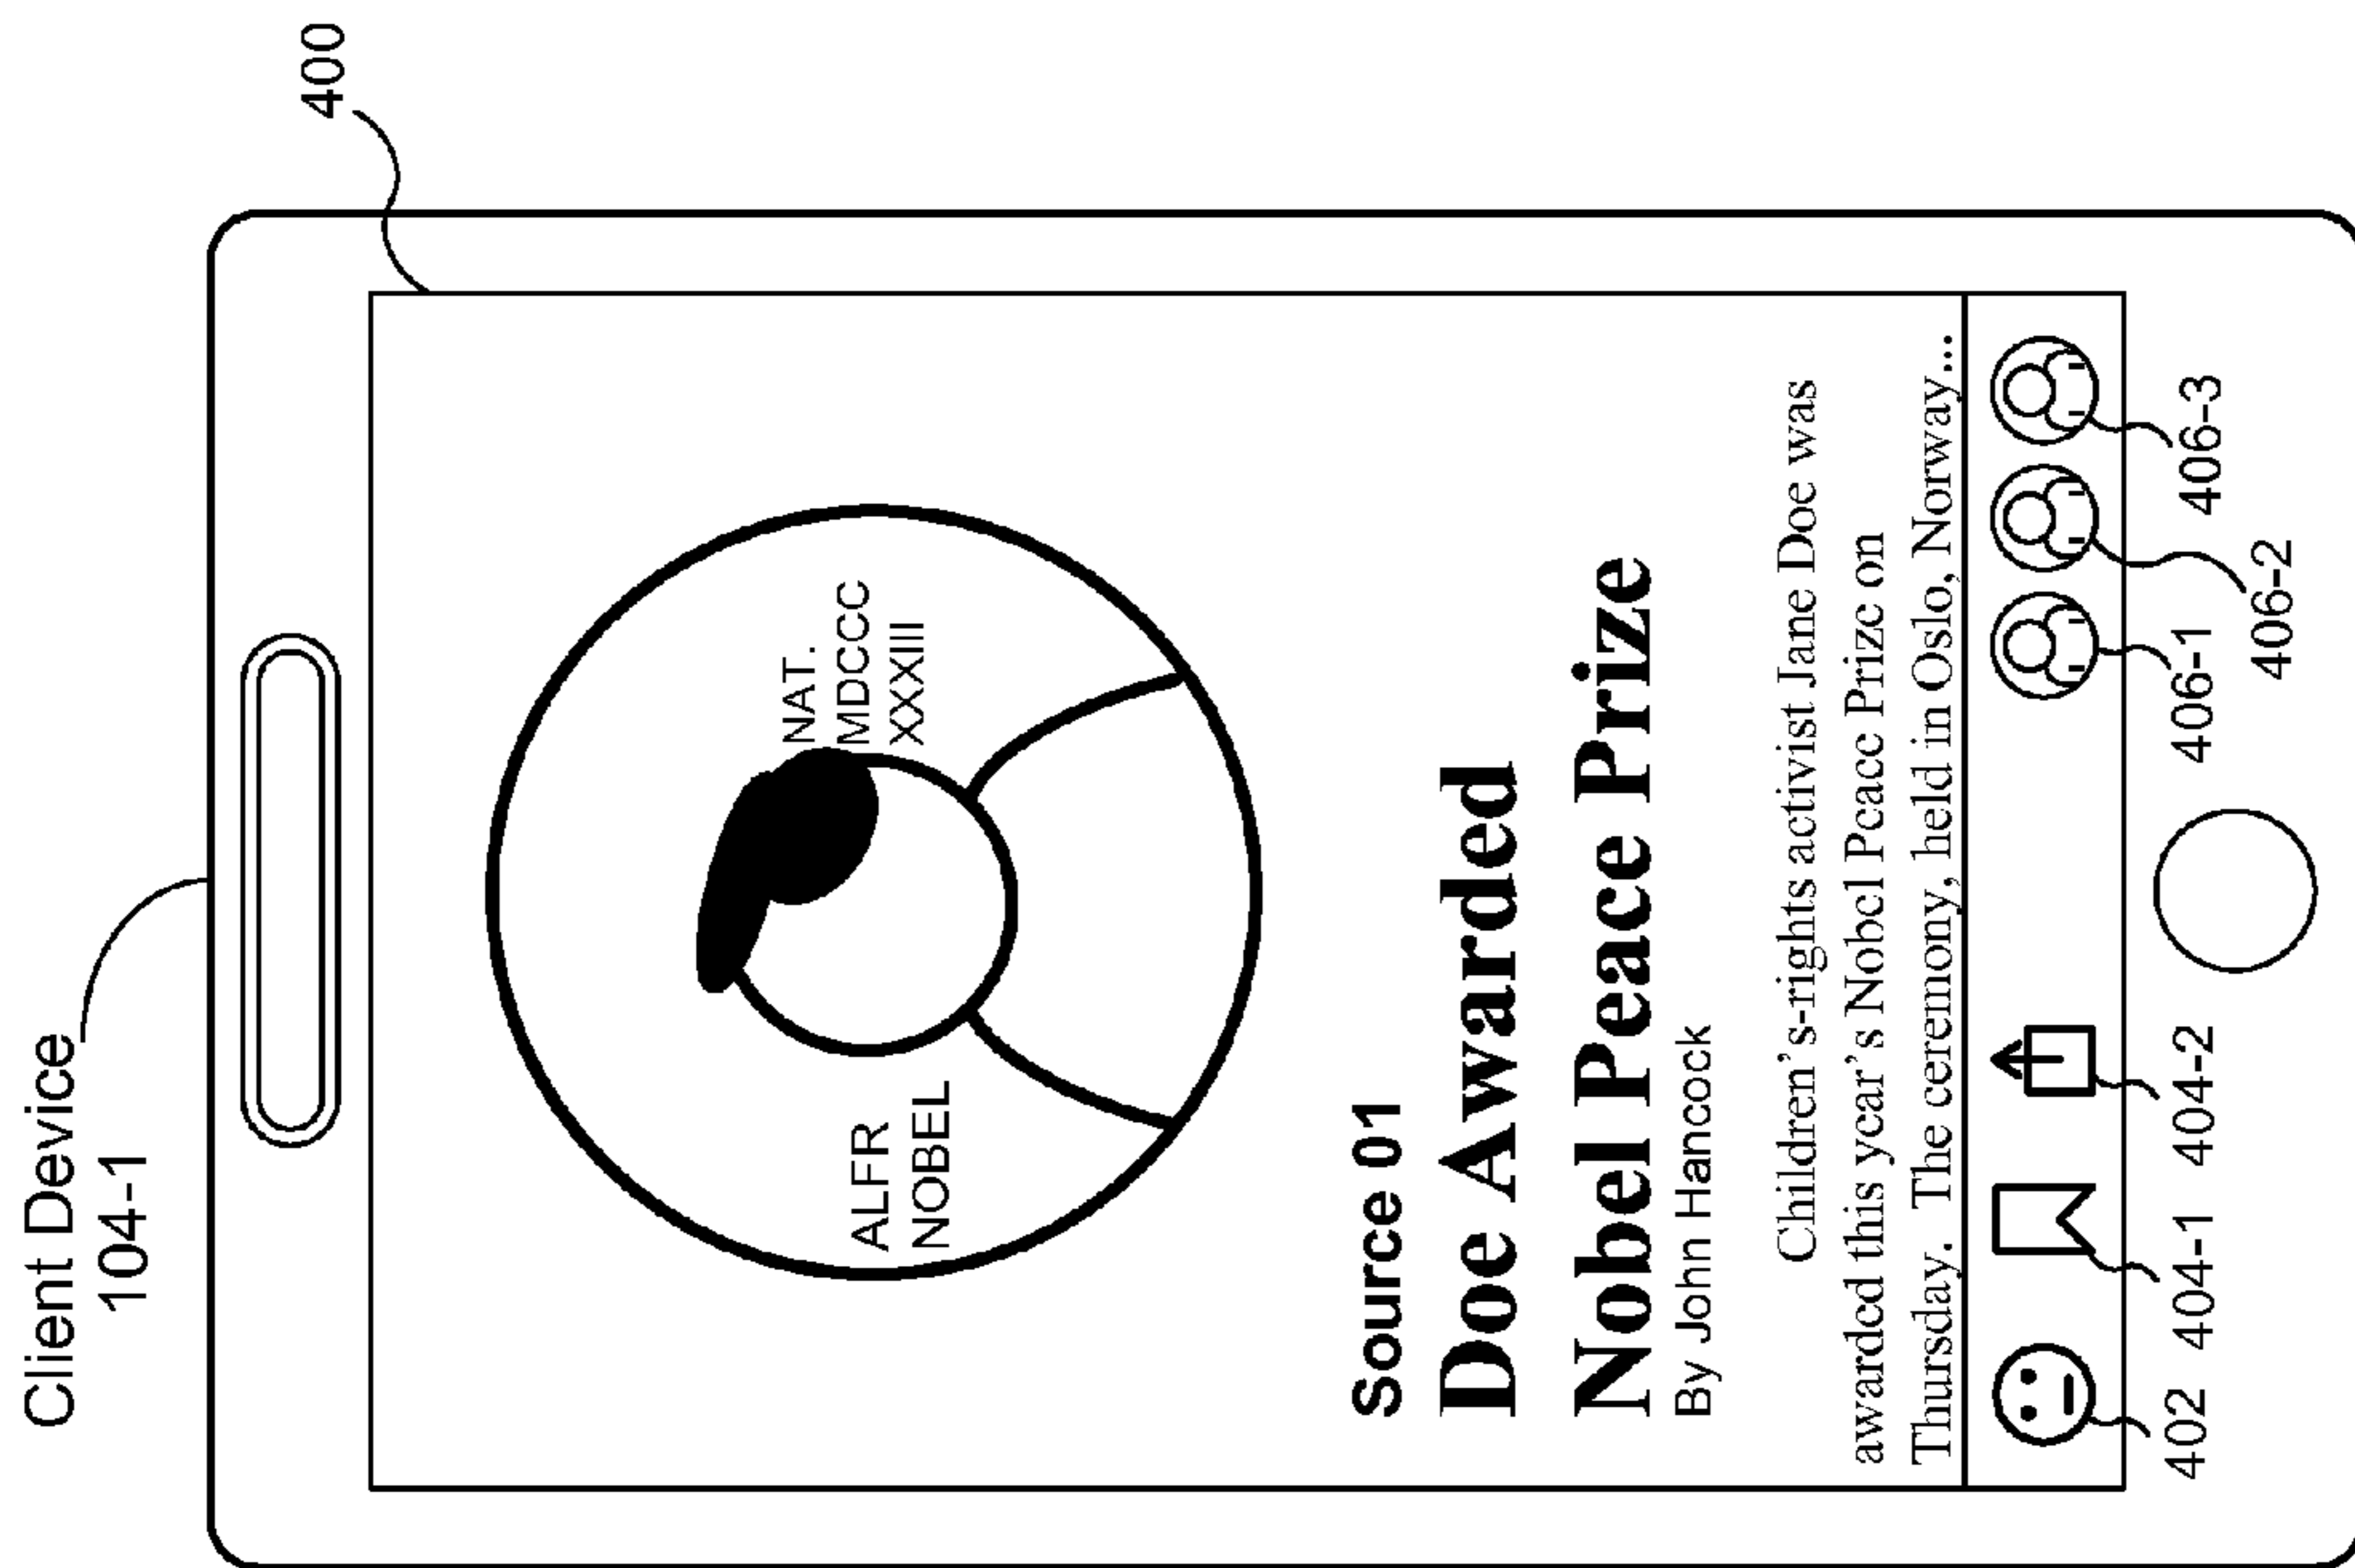 Client Device
104-1
400
NAT.
MDCCC
XXXIII
ALFR
NOBEL
Source 01
Doe Awarded
Nobel Peace Prize
By John Hancock
Children's-rights activist Jane Doe was
awarded this year's Nobel Peace Prize on
Thursday. The ceremony, held in Oslo, Norway...
402
404-1
404-2
406-1
406-2
406-3